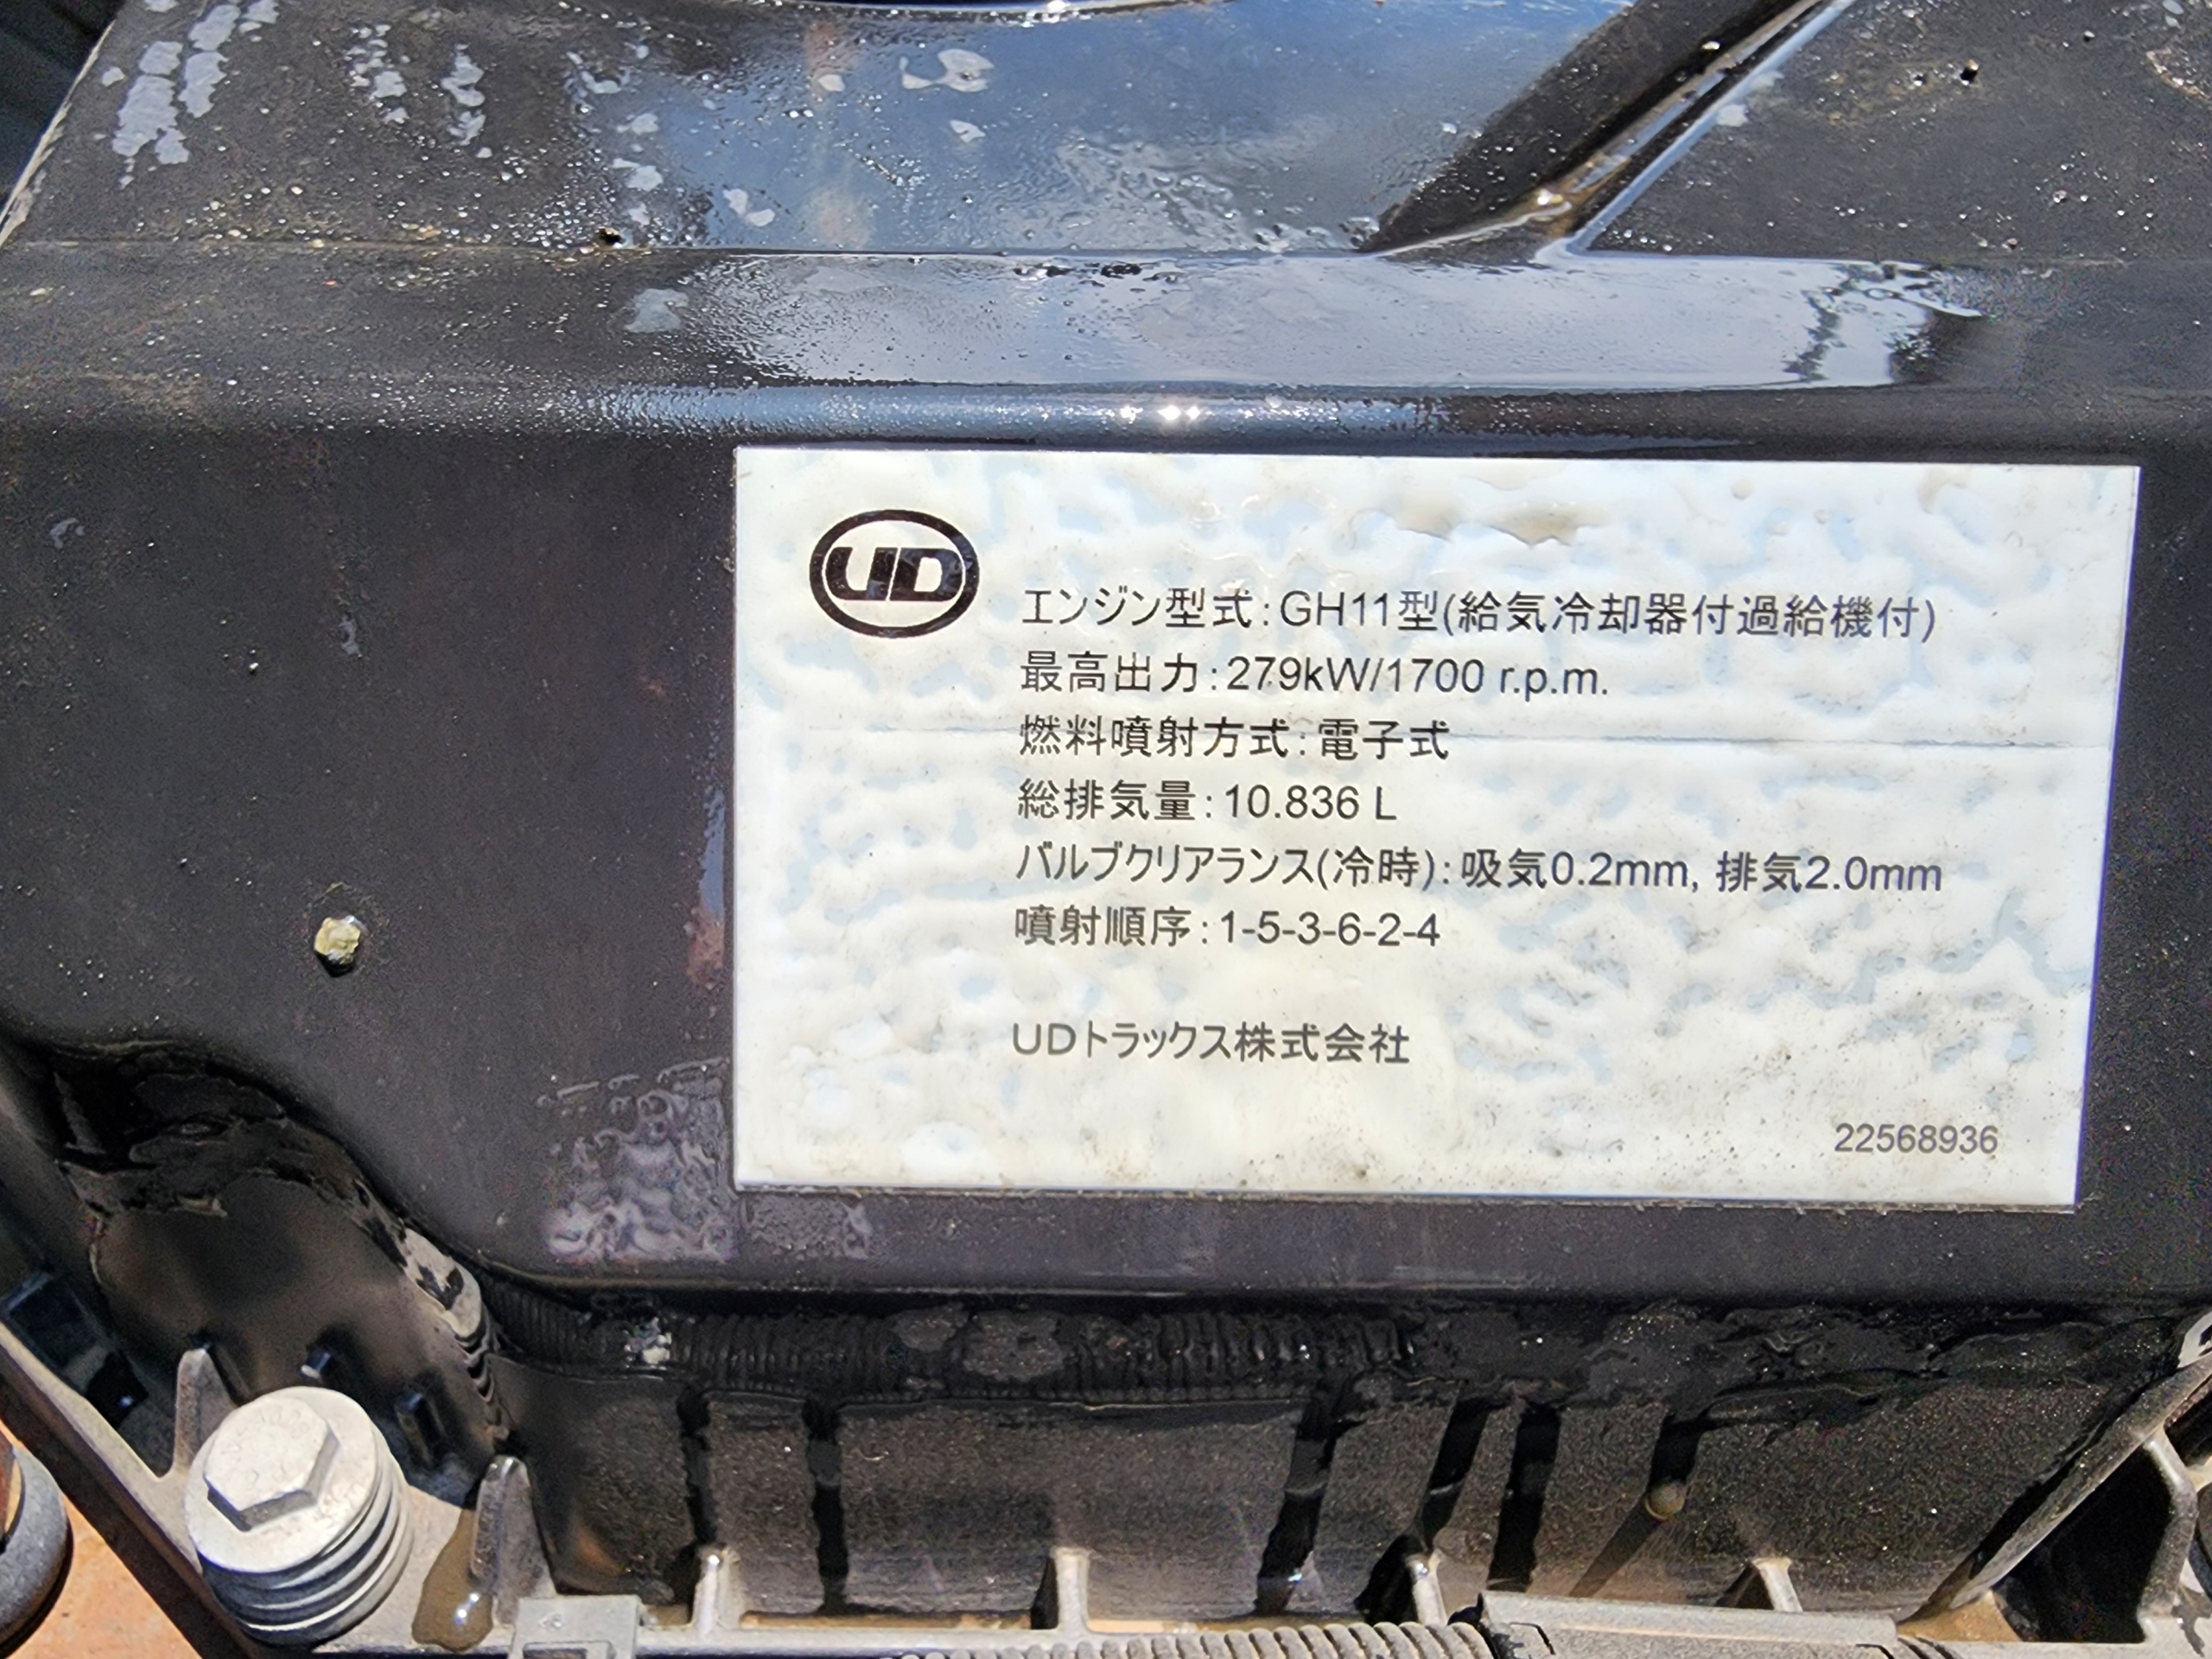 UD
エンジン型式:GH11型(給気冷却器付過給機付)
最高出力:279kW/1700 r.p.m.
燃料噴射方式:電子式
総排気量:10.836 L
バルブクリアランス(冷時):吸気0.2mm, 排気2.0mm
噴射順序:1-5-3-6-2-4
UDトラックス株式会社
22568936